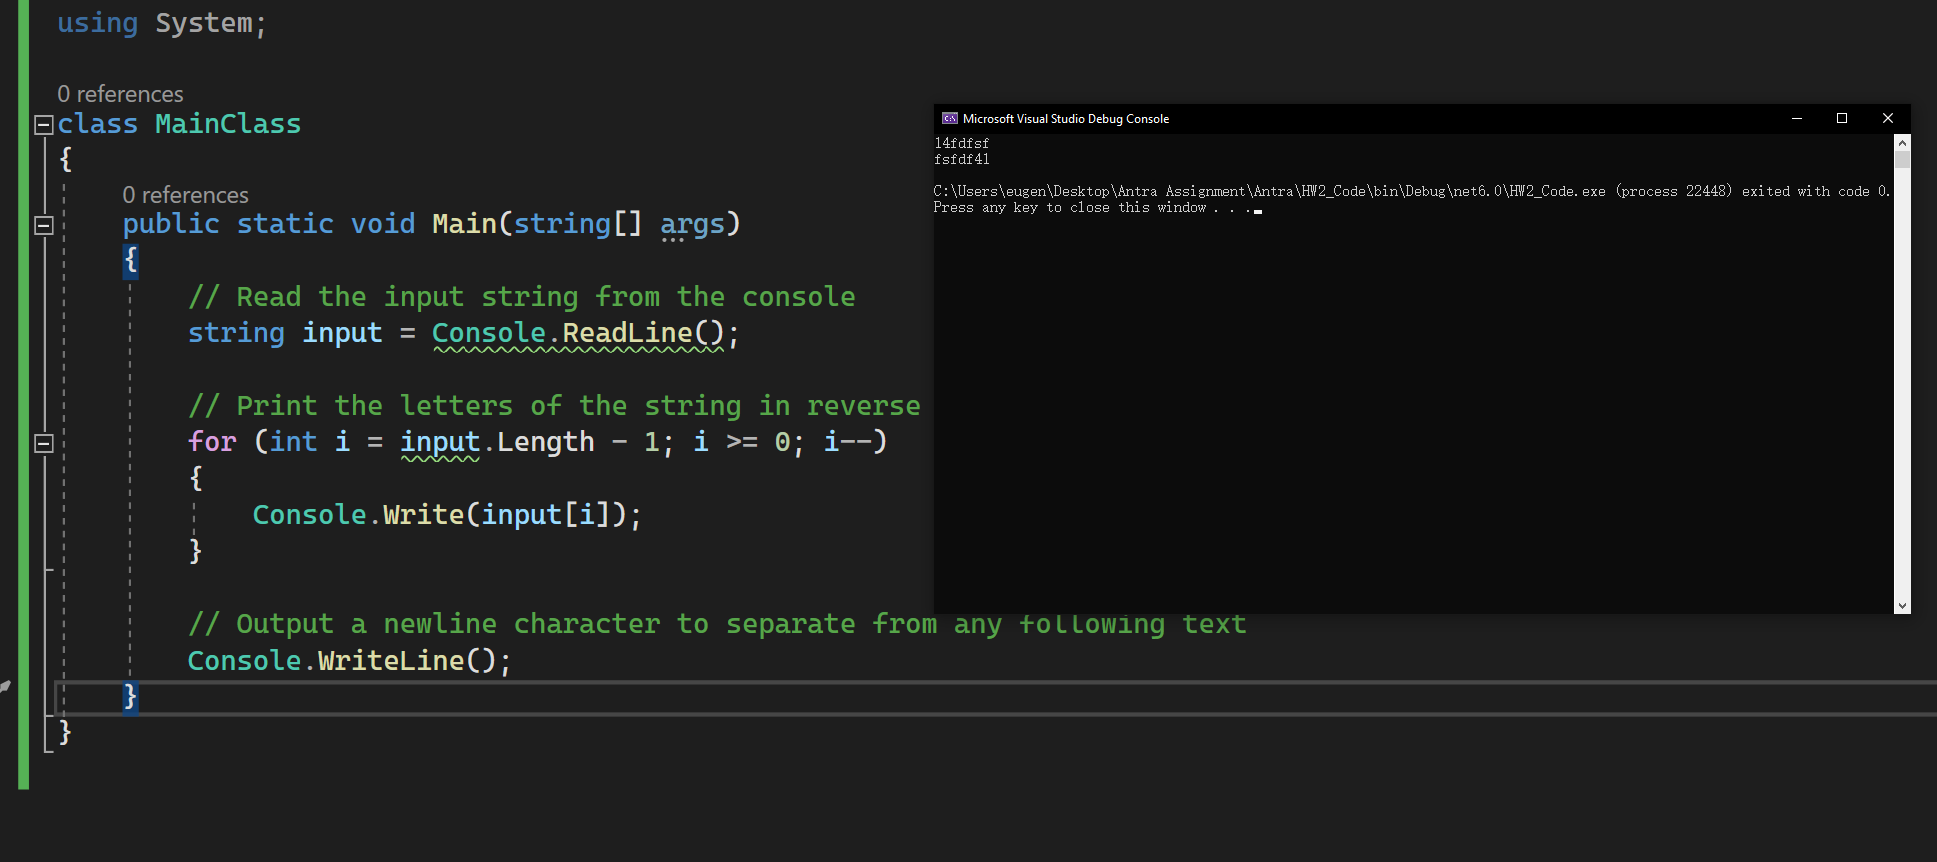 using System;
0 references
class MainClass
{
0 references
public static void Main(string[] args)
{
// Read the input string from the console
string input = Console.ReadLine();
// Print the letters of the string in reverse
for (int i = input.Length - 1; i >= 0; i--)
{
Console.Write(input[i]);
}
// Output a newline character to separate from any following text
Console.WriteLine();
}
}
Microsoft Visual Studio Debug Console
14fdfsf
fsfdf41
C:\Users\eugen\Desktop\Antra Assignment\Antra\HW2_Code\bin\Debug\net6.0\HW2_Code.exe (process 22448) exited with code 0.
Press any key to close this window . . .